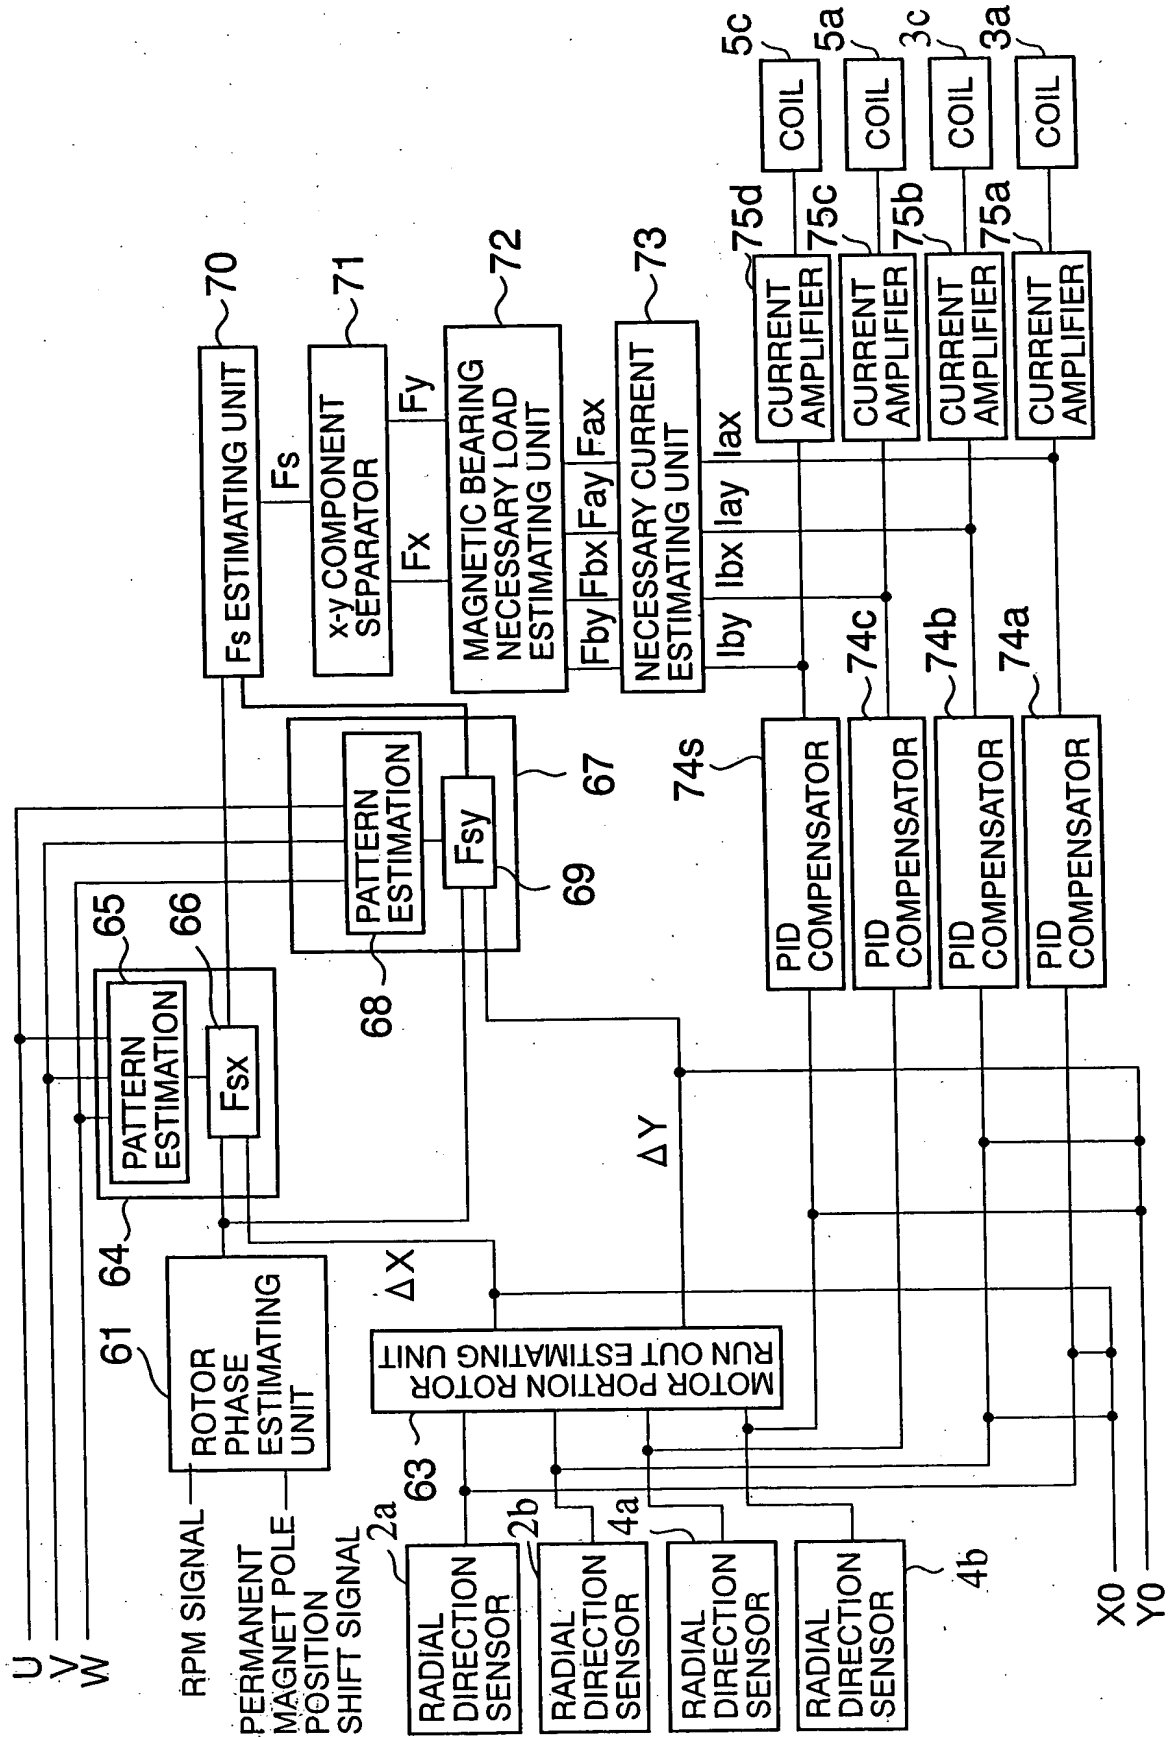 U
V
W
RPM SIGNAL
PERMANENT
MAGNET POLE
POSITION
SHIFT SIGNAL
61
ROTOR
PHASE
ESTIMATING
UNIT
64
65
PATTERN
ESTIMATION
66
Fsx
67
68
PATTERN
ESTIMATION
69
Fsy
70
Fs ESTIMATING UNIT
Fs
71
x-y COMPONENT
SEPARATOR
Fx
Fy
72
MAGNETIC BEARING
NECESSARY LOAD
ESTIMATING UNIT
Fby
Fbx
Fay
Fax
73
NECESSARY CURRENT
ESTIMATING UNIT
Iby
Ibx
Iay
Iax
2a
RADIAL
DIRECTION
SENSOR
2b
RADIAL
DIRECTION
SENSOR
4a
RADIAL
DIRECTION
SENSOR
4b
RADIAL
DIRECTION
SENSOR
63
MOTOR PORTION ROTOR
RUN OUT ESTIMATING UNIT
ΔX
ΔY
74s
PID
COMPENSATOR
74c
PID
COMPENSATOR
74b
PID
COMPENSATOR
74a
PID
COMPENSATOR
75d
CURRENT
AMPLIFIER
75c
CURRENT
AMPLIFIER
75b
CURRENT
AMPLIFIER
75a
CURRENT
AMPLIFIER
5c
COIL
5a
COIL
3c
COIL
3a
COIL
X0
Y0